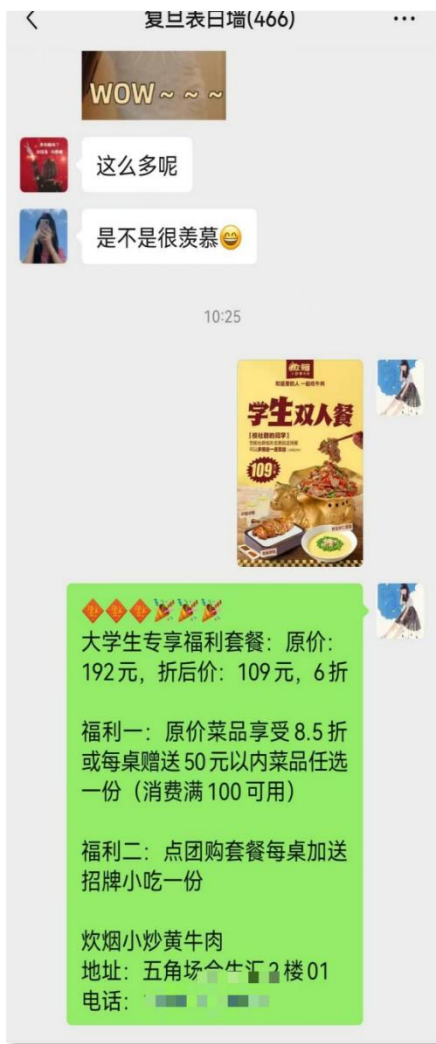 复旦表白墙(466)
WOW~ ~ ~
这么多呢
是不是很羡慕
10:25
学生双人餐
109
大学生专享福利套餐：原价：
192元，折后价：109元，6折
福利一：原价菜品享受8.5折
或每桌赠送50元以内菜品任选
一份（消费满100可用）
福利二：点团购套餐每桌加送
招牌小吃一份
炊烟小炒黄牛肉
地址：五角场合生汇2楼01
电话：